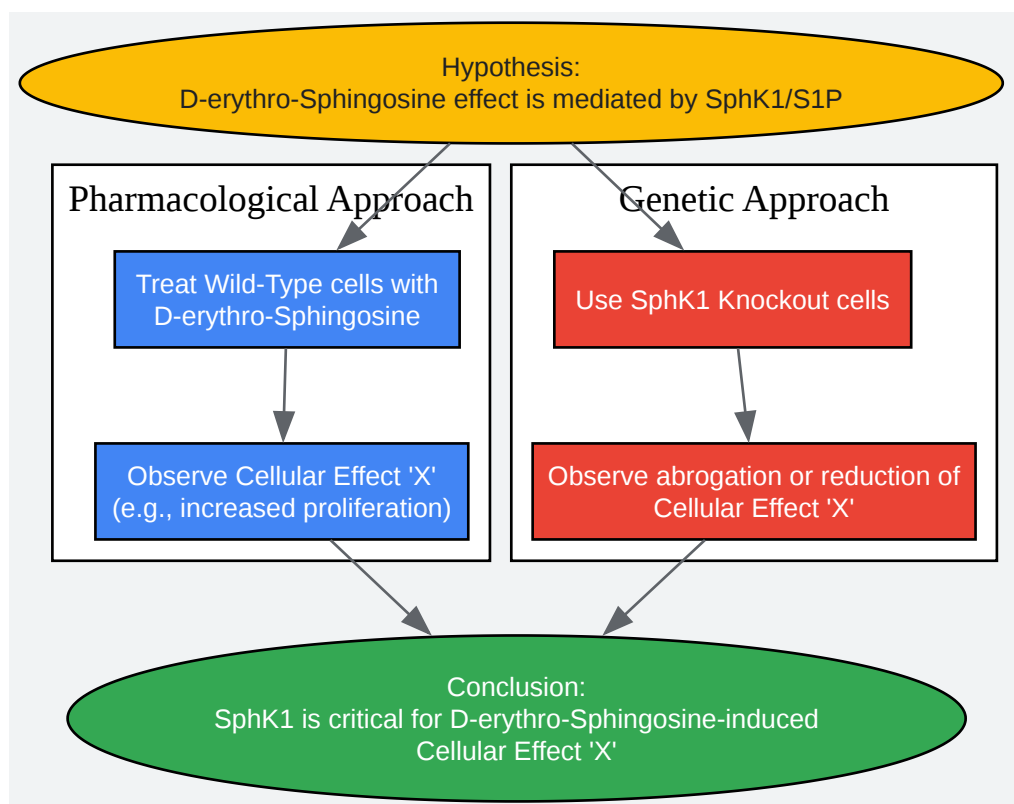 Hypothesis:
D-erythro-Sphingosine effect is mediated by SphK1/S1P
Pharmacological Approach
Treat Wild-Type cells with
D-erythro-Sphingosine
Observe Cellular Effect 'X'
(e.g., increased proliferation)
Genetic Approach
Use SphK1 Knockout cells
Observe abrogation or reduction of
Cellular Effect 'X'
Conclusion:
SphK1 is critical for D-erythro-Sphingosine-induced
Cellular Effect 'X'